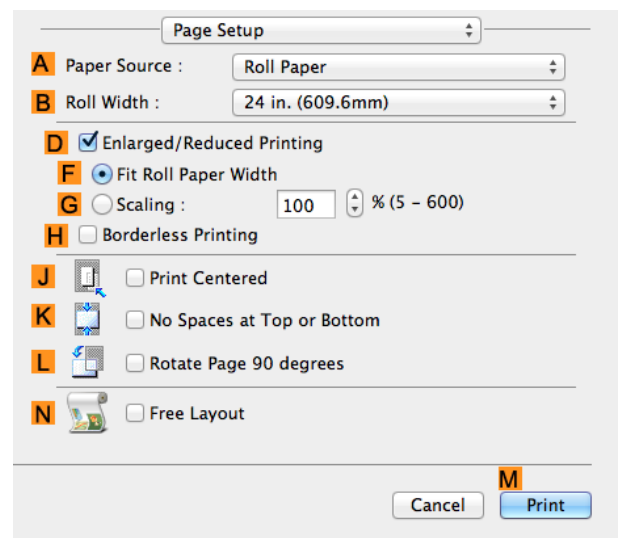 Page Setup
A Paper Source : Roll Paper
B Roll Width : 24 in. (609.6mm)
D Enlarged/Reduced Printing
F Fit Roll Paper Width
G Scaling : 100 % (5 – 600)
H Borderless Printing
J Print Centered
K No Spaces at Top or Bottom
L Rotate Page 90 degrees
N Free Layout
M
Cancel Print